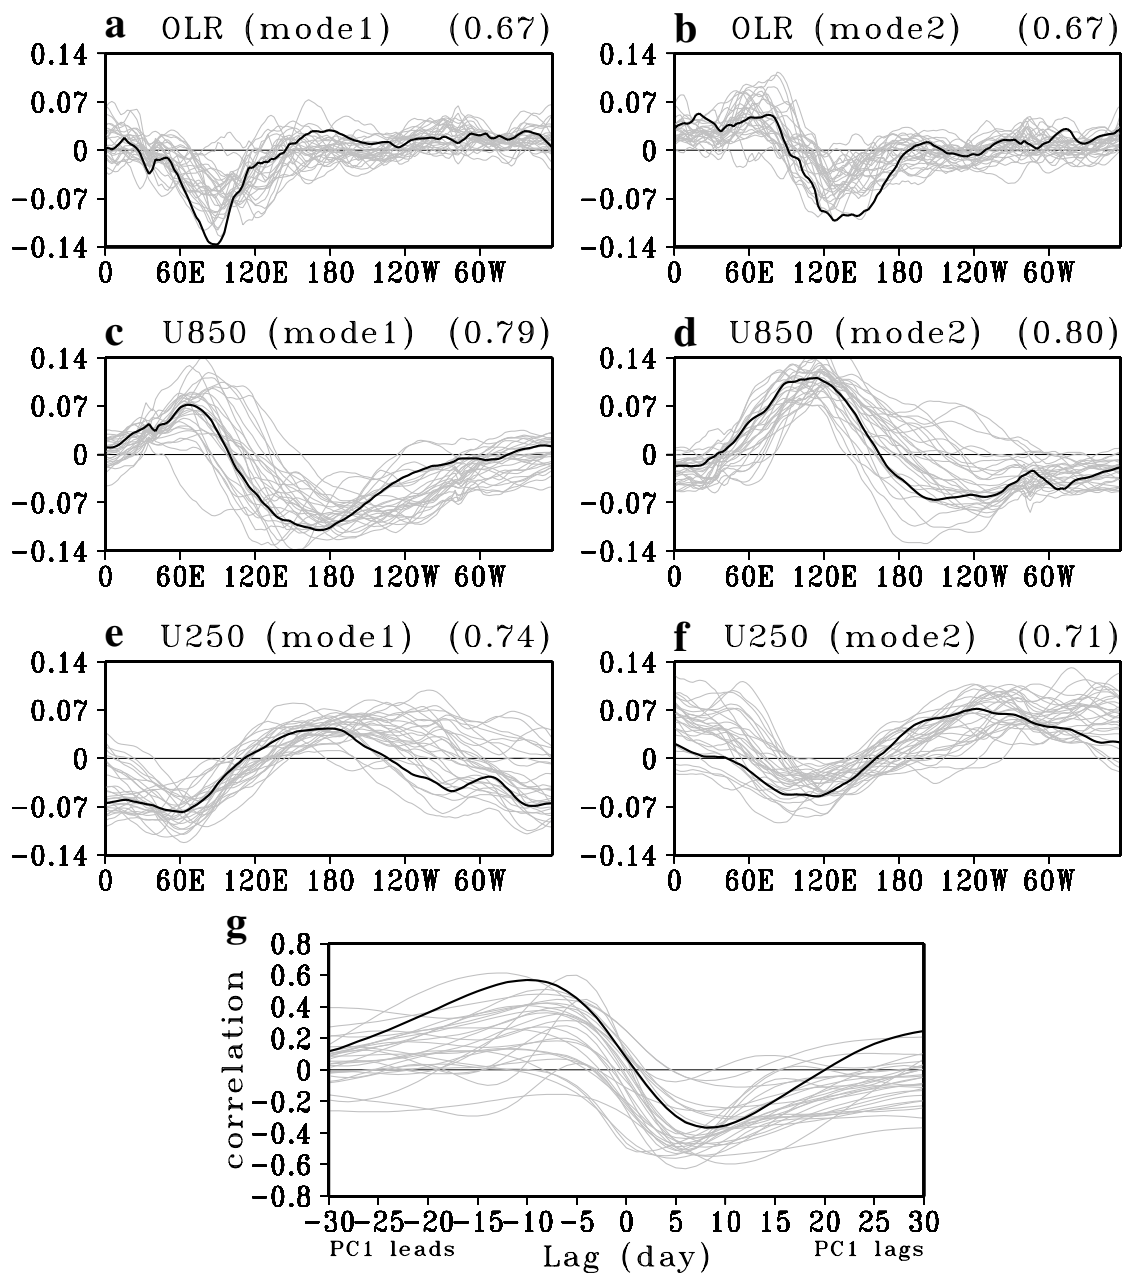 a OLR (mode1) (0.67)
b OLR (mode2) (0.67)
0.14
0.07
0
−0.07
−0.14
0 60E 120E 180 120W 60W
0.14
0.07
0
−0.07
−0.14
0 60E 120E 180 120W 60W
c U850 (mode1) (0.79)
d U850 (mode2) (0.80)
0.14
0.07
0
−0.07
−0.14
0 60E 120E 180 120W 60W
0.14
0.07
0
−0.07
−0.14
0 60E 120E 180 120W 60W
e U250 (mode1) (0.74)
f U250 (mode2) (0.71)
0.14
0.07
0
−0.07
−0.14
0 60E 120E 180 120W 60W
0.14
0.07
0
−0.07
−0.14
0 60E 120E 180 120W 60W
g
correlation
0.8
0.6
0.4
0.2
0
−0.2
−0.4
−0.6
−0.8
−30 −25 −20 −15 −10 −5 0 5 10 15 20 25 30
PC1 leads Lag (day) PC1 lags